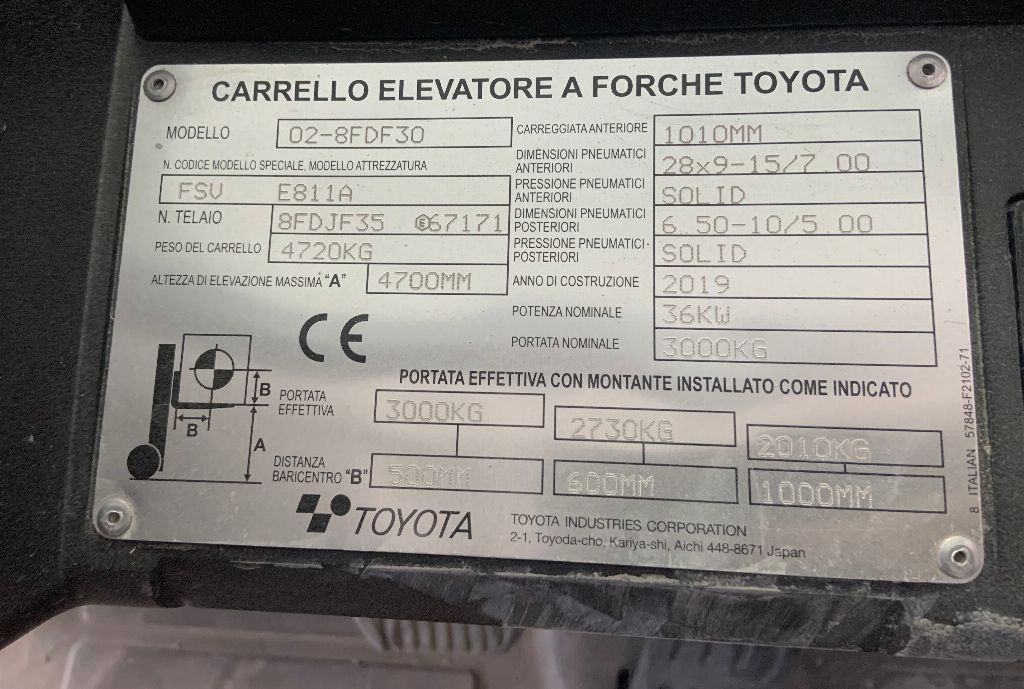 CARRELLO ELEVATORE A FORCHE TOYOTA
MODELLO 02-8FDF30
N. CODICE MODELLO SPECIALE, MODELLO ATTREZZATURA
FSV E811A
N. TELAIO 8FDJF35 67171
PESO DEL CARRELLO 4720KG
ALTEZZA DI ELEVAZIONE MASSIMA "A" 4700MM
CARREGGIATA ANTERIORE 1010MM
DIMENSIONI PNEUMATICI ANTERIORI 28x9-15/7.00
PRESSIONE PNEUMATICI ANTERIORI SOLID
DIMENSIONI PNEUMATICI POSTERIORI 6.50-10/5.00
PRESSIONE PNEUMATICI POSTERIORI SOLID
ANNO DI COSTRUZIONE 2019
POTENZA NOMINALE 36KW
PORTATA NOMINALE 3000KG
CE
PORTATA EFFETTIVA CON MONTANTE INSTALLATO COME INDICATO
B
B
A
PORTATA EFFETTIVA 3000KG 2730KG 2010KG
DISTANZA BARICENTRO "B" 500MM 600MM 1000MM
TOYOTA
TOYOTA INDUSTRIES CORPORATION
2-1, Toyoda-cho, Kariya-shi, Aichi 448-8671 Japan
8 ITALIAN 57848-F2102-71